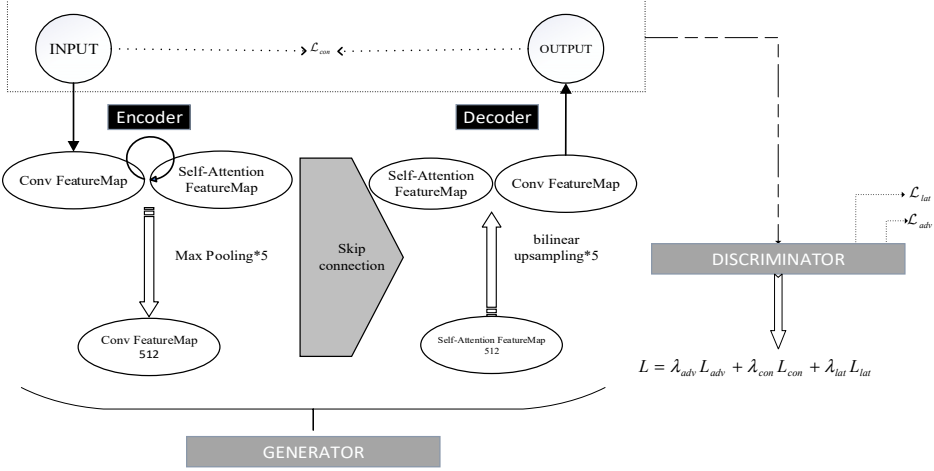 INPUT
ℒcon
OUTPUT
Encoder
Decoder
Conv FeatureMap
Self-Attention
FeatureMap
Self-Attention
FeatureMap
Conv FeatureMap
ℒlat
ℒadv
Max Pooling*5
Skip
connection
bilinear
upsampling*5
DISCRIMINATOR
Conv FeatureMap
512
Self-Attention FeatureMap
512
L = λadv Ladv + λcon Lcon + λlat Llat
GENERATOR